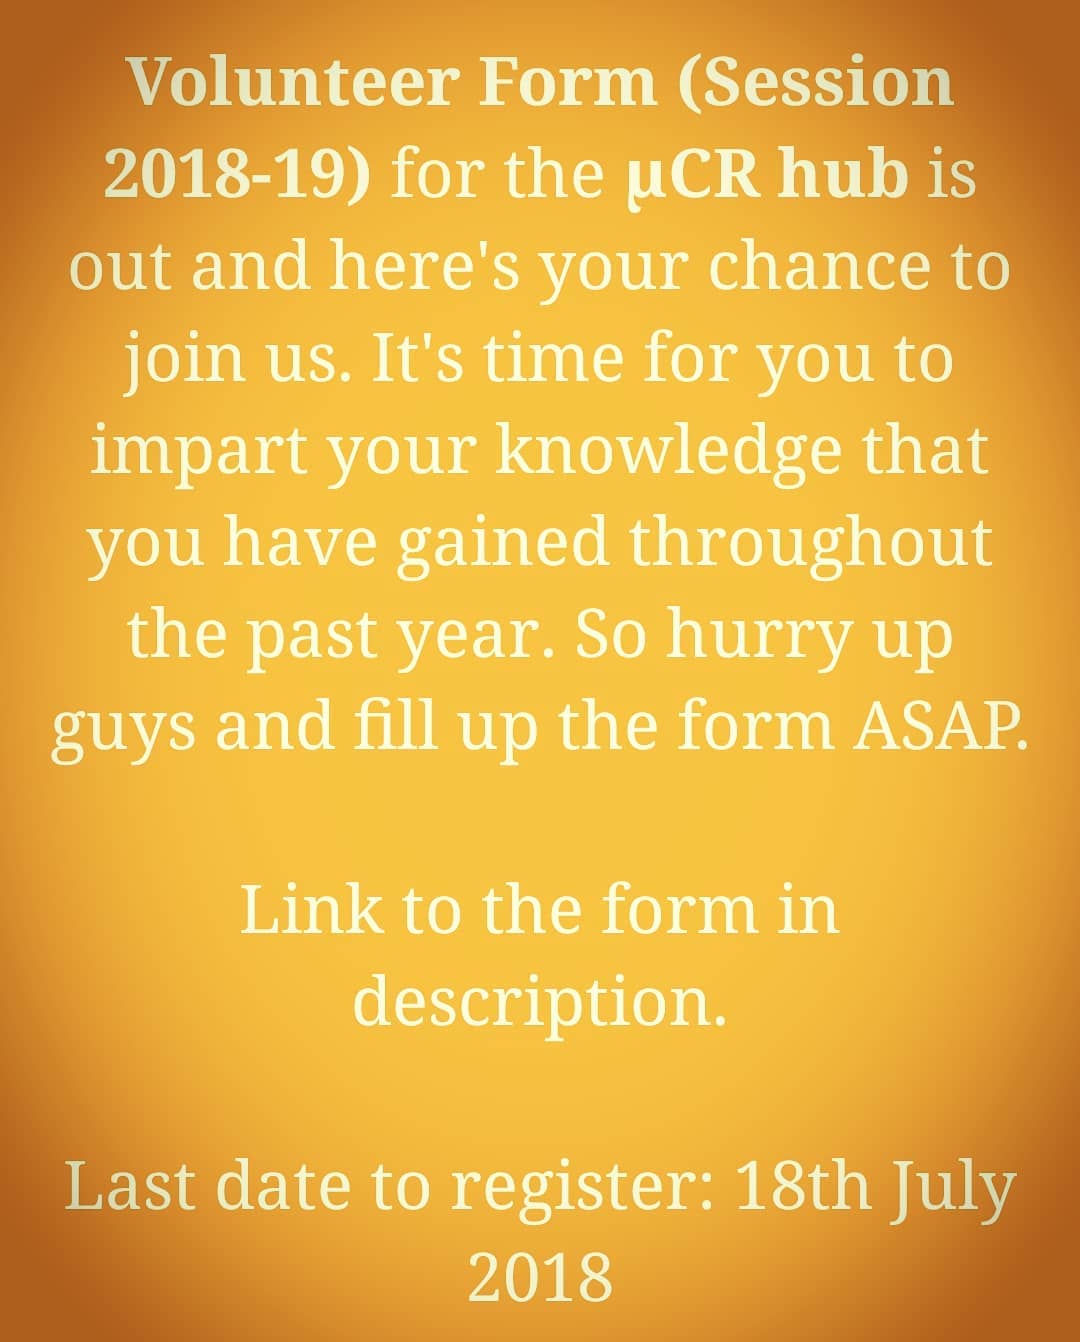 Volunteer Form (Session
2018-19) for the µCR hub is
out and here's your chance to
join us. It's time for you to
impart your knowledge that
you have gained throughout
the past year. So hurry up
guys and fill up the form ASAP.
Link to the form in
description.
Last date to register: 18th July
2018